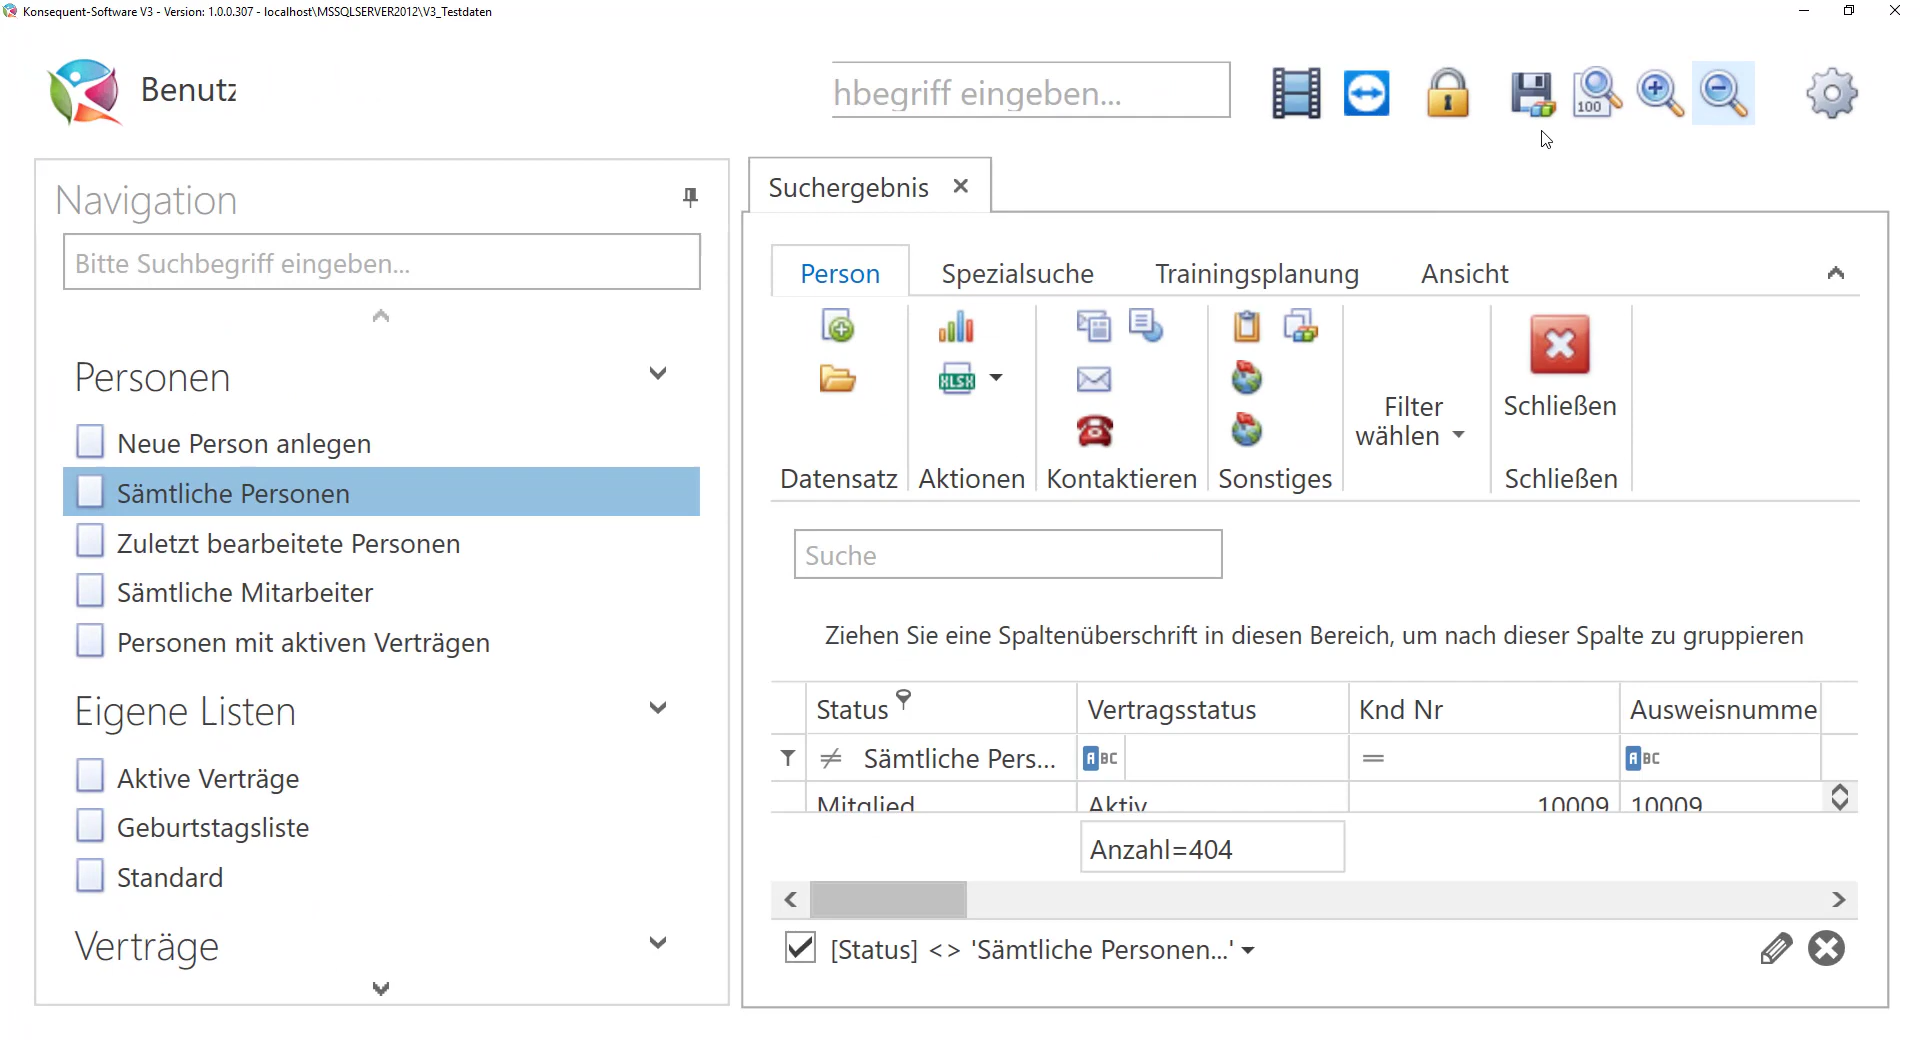 Konsequent-Software V3 - Version: 1.0.0.307 - localhost\MSSQLSERVER2012\V3_Testdaten
Benutz
hbegriff eingeben...
100
Navigation
Bitte Suchbegriff eingeben...
Personen
Neue Person anlegen
Sämtliche Personen
Zuletzt bearbeitete Personen
Sämtliche Mitarbeiter
Personen mit aktiven Verträgen
Eigene Listen
Aktive Verträge
Geburtstagsliste
Standard
Verträge
Suchergebnis
Person Spezialsuche Trainingsplanung Ansicht
XLSX
Filter
wählen
Schließen
Datensatz Aktionen Kontaktieren Sonstiges Schließen
Suche
Ziehen Sie eine Spaltenüberschrift in diesen Bereich, um nach dieser Spalte zu gruppieren
Status Vertragsstatus Knd Nr Ausweisnumme
≠ Sämtliche Pers... ABC = ABC
Mitglied Aktiv 10009 10009
Anzahl=404
[Status] <> 'Sämtliche Personen...'